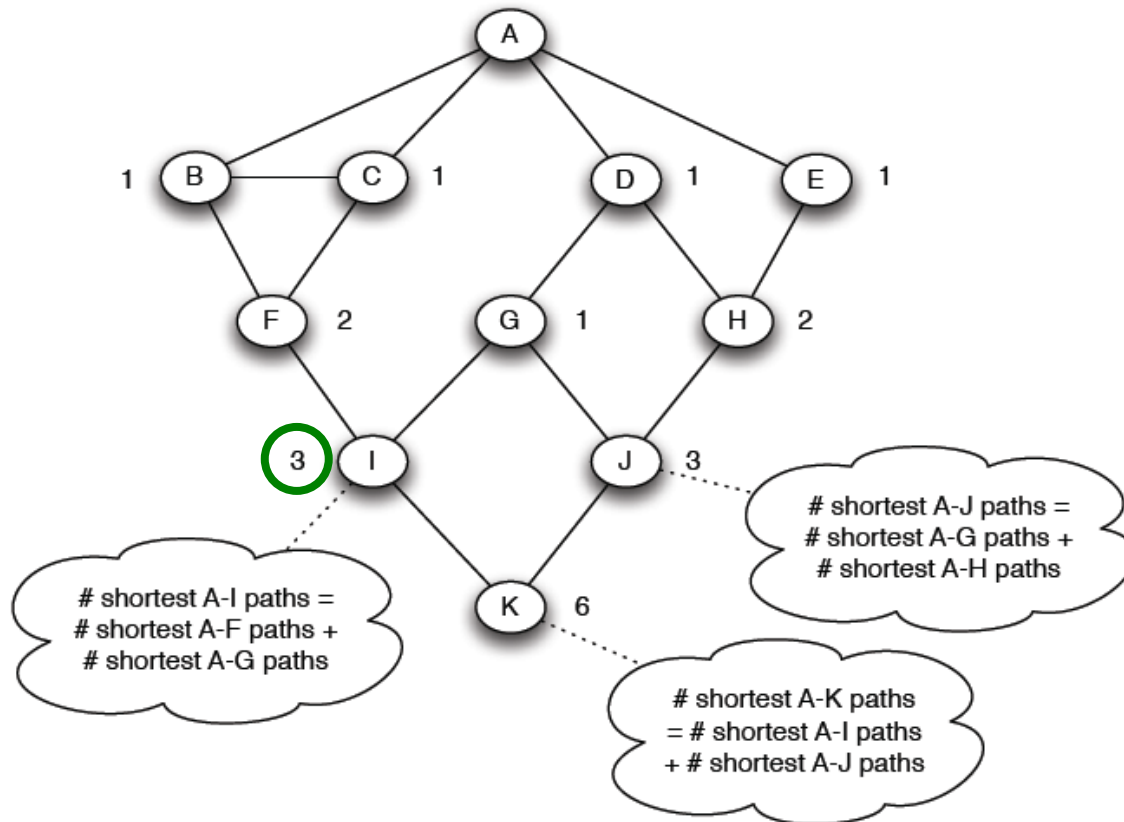 A
1 B C 1 D 1 E 1
F 2 G 1 H 2
3 I J 3
# shortest A-J paths =
# shortest A-G paths +
# shortest A-H paths
# shortest A-I paths =
# shortest A-F paths +
# shortest A-G paths
K 6
# shortest A-K paths
= # shortest A-I paths
+ # shortest A-J paths